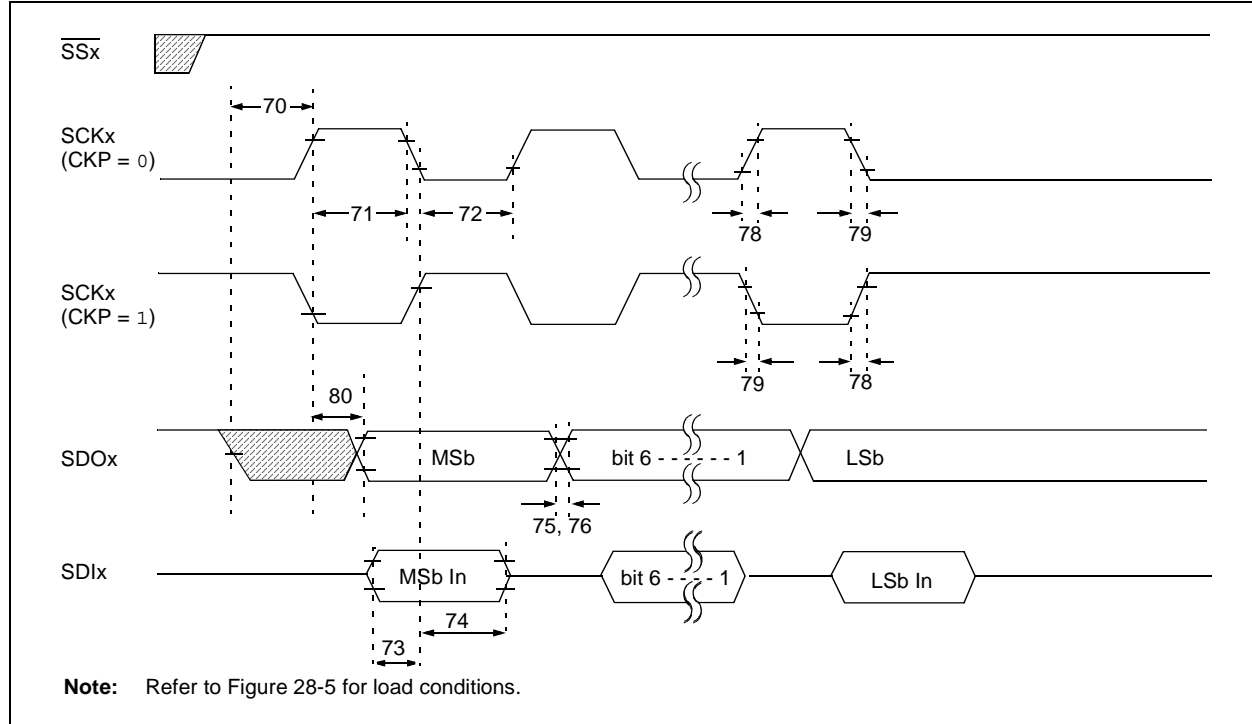 SSx
70
SCKx
(CKP = 0)
71
72
78
79
SCKx
(CKP = 1)
79
78
80
SDOx
MSb
bit 6 - - - - - - 1
LSb
75, 76
SDIx
MSb In
bit 6 - - - - - 1
LSb In
74
73
Note: Refer to Figure 28-5 for load conditions.